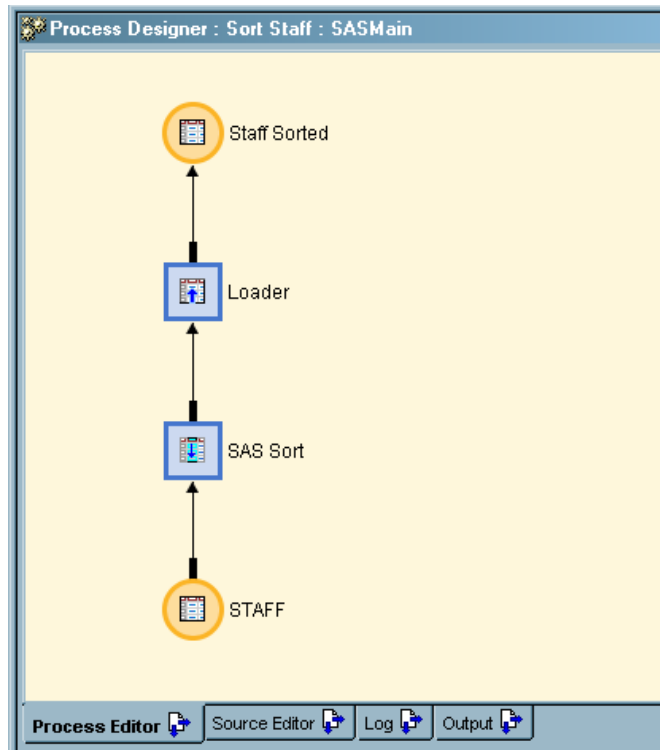 Process Designer : Sort Staff : SASMain
Staff Sorted
Loader
SAS Sort
STAFF
Process Editor Source Editor Log Output